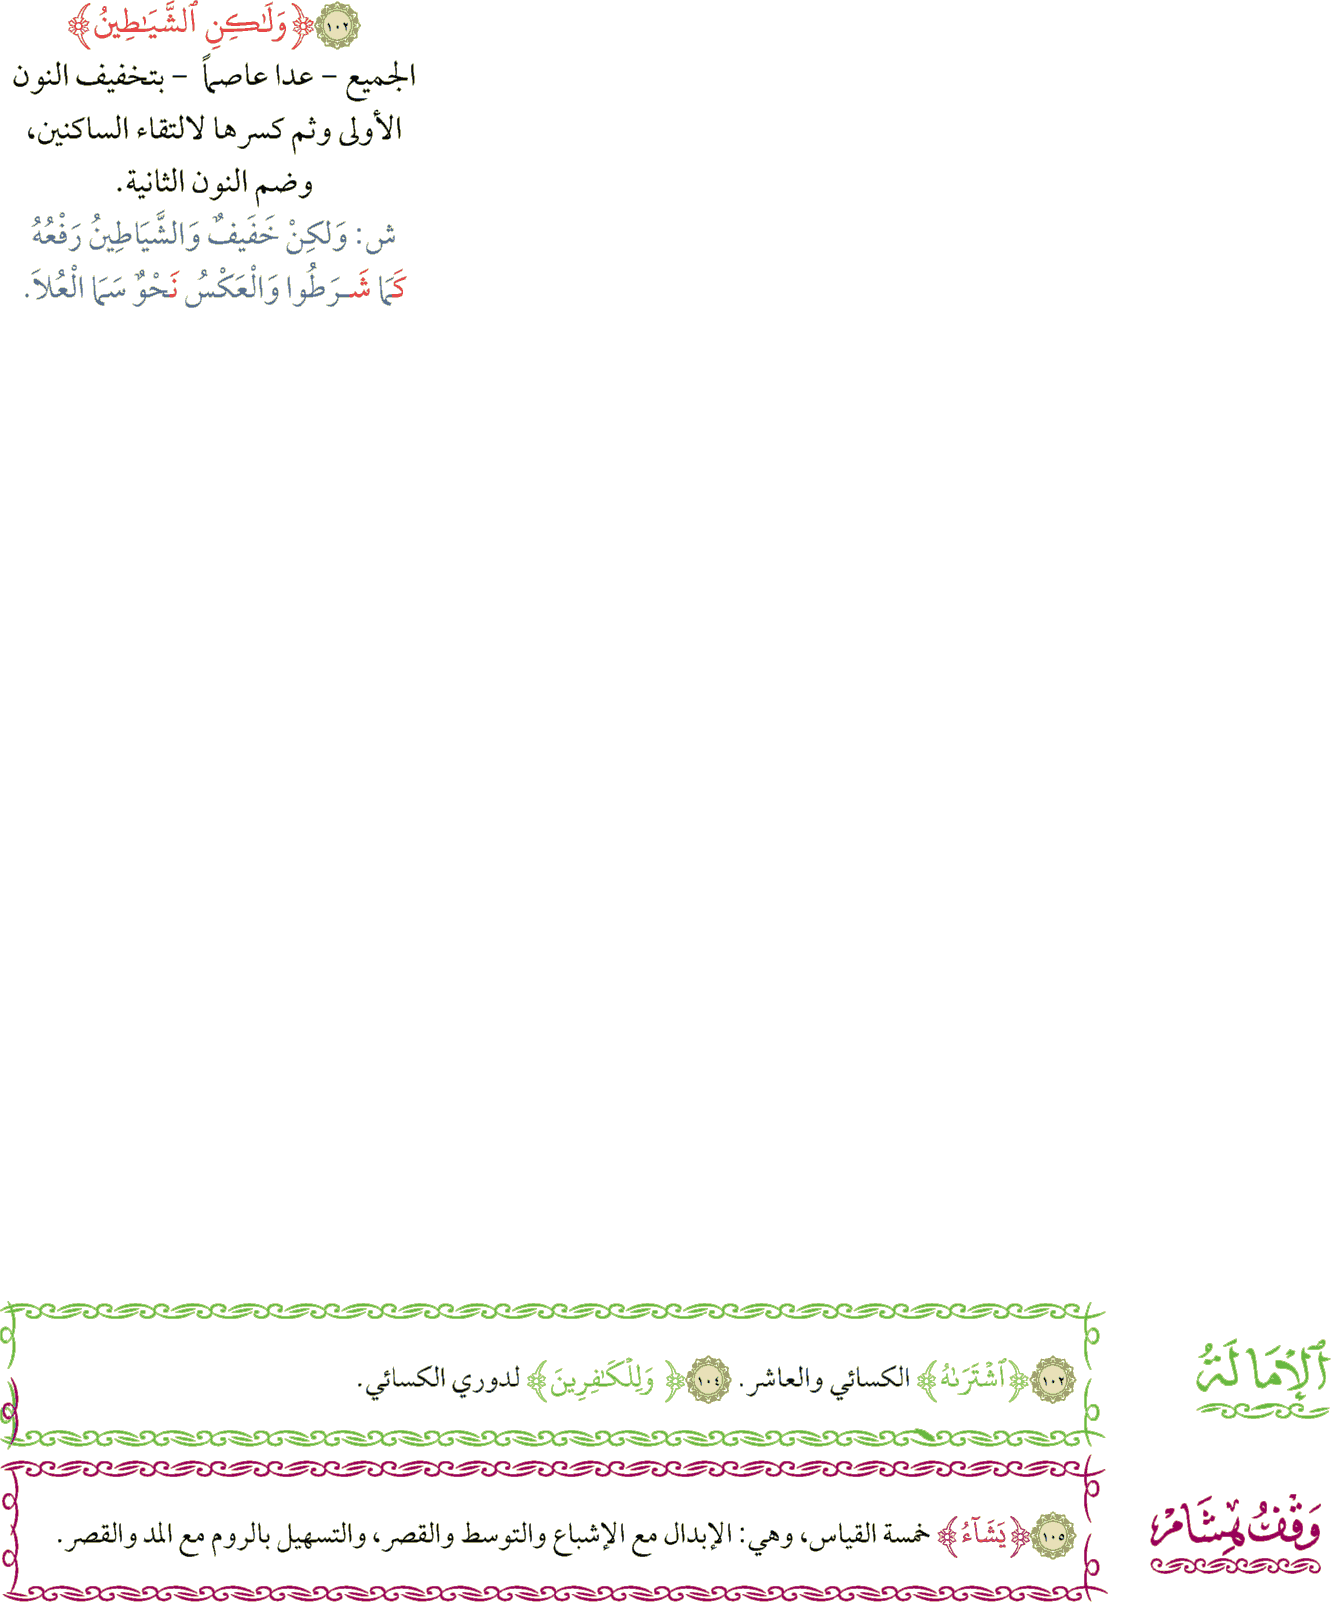 ١٠٢ ﴿وَلَٰكِنِ ٱلشَّيَٰطِينُ﴾
الجميع – عدا عاصماً – بتخفيف النون
الأولى وثم كسرها لالتقاء الساكنين،
وضم النون الثانية.
ش: وَلكِنْ خَفَيفٌ وَالشَّيَاطِينُ رَفْعُهُ
كَمَا شَـرَطُوا وَالْعَكْسُ نَحْوٌ سَمَا الْعُلاَ.
ٱلْإِمَالَةُ
١٠٢ ﴿ٱشْتَرَىٰهُ﴾ الكسائي والعاشر. ١٠٤ ﴿وَلِلْكَٰفِرِينَ﴾ لدوري الكسائي.
وَقْفُ هِشَامْ
١٠٥ ﴿يَشَآءُ﴾ خمسة القياس، وهي: الإبدال مع الإشباع والتوسط والقصر، والتسهيل بالروم مع المد والقصر.